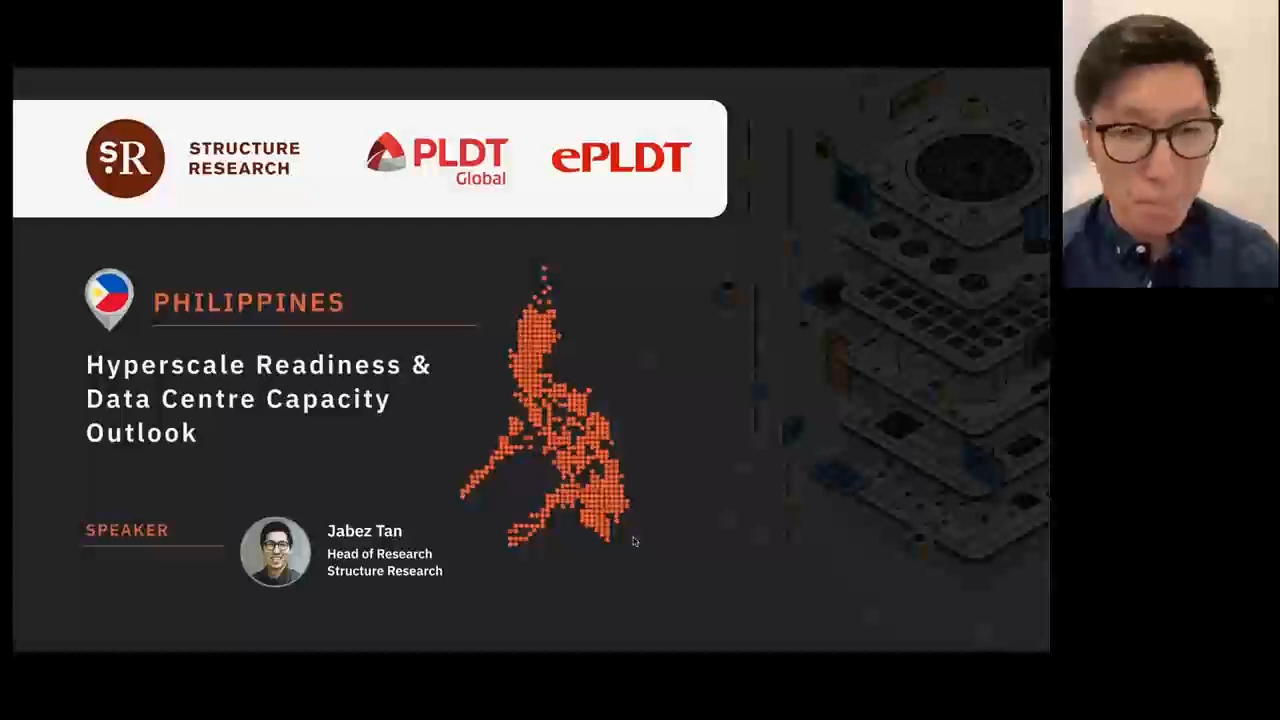 S.R STRUCTURE
RESEARCH
PLDT
Global
ePLDT
PHILIPPINES
Hyperscale Readiness &
Data Centre Capacity
Outlook
SPEAKER
Jabez Tan
Head of Research
Structure Research